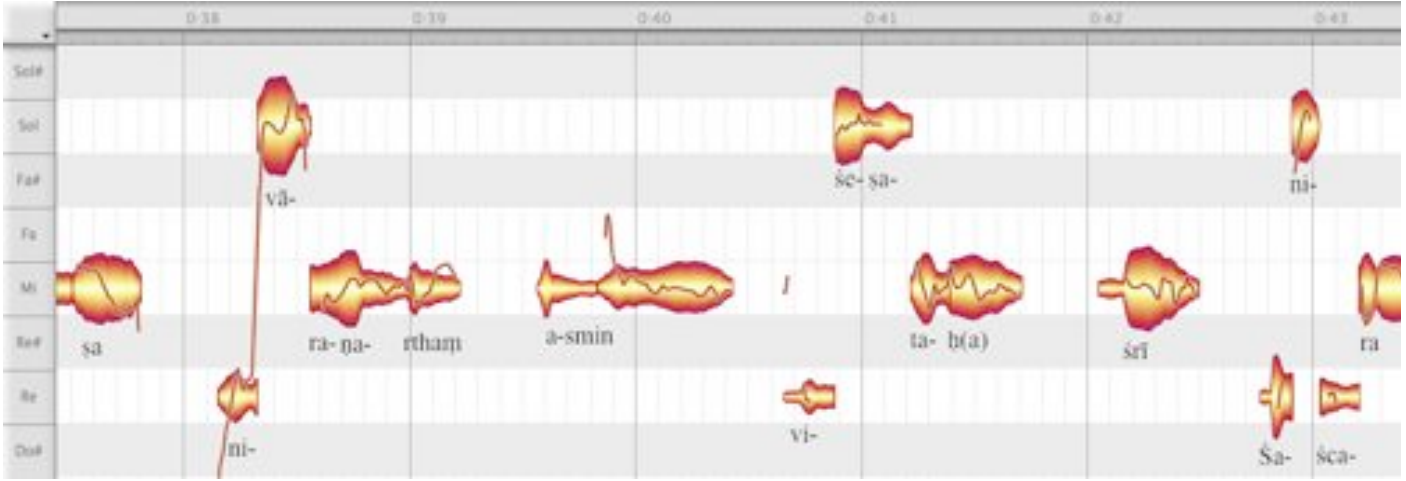 0:38 0:39 0:40 0:41 0:42 0:43
Sol#
Sol
Fa# vā- śe- ṣa- ni-
Fa
Mi
Re# ṣa ra- ṇa- rthaṃ a-smin ta- ḥ(a) śrī ra
Re
Do# ni- vi- Śa- śca-